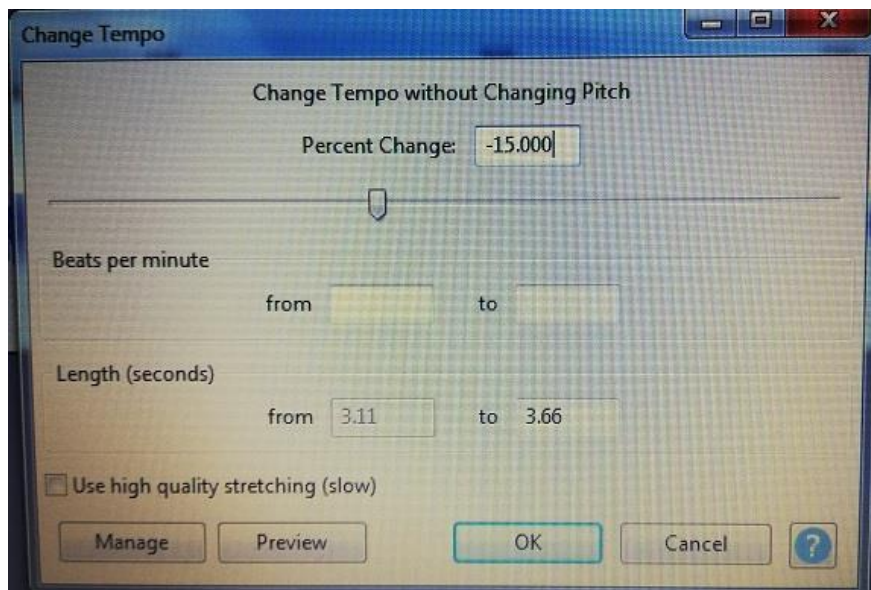 Change Tempo
Change Tempo without Changing Pitch
Percent Change: -15.000
Beats per minute
from to
Length (seconds)
from 3.11 to 3.66
Use high quality stretching (slow)
Manage Preview OK Cancel ?